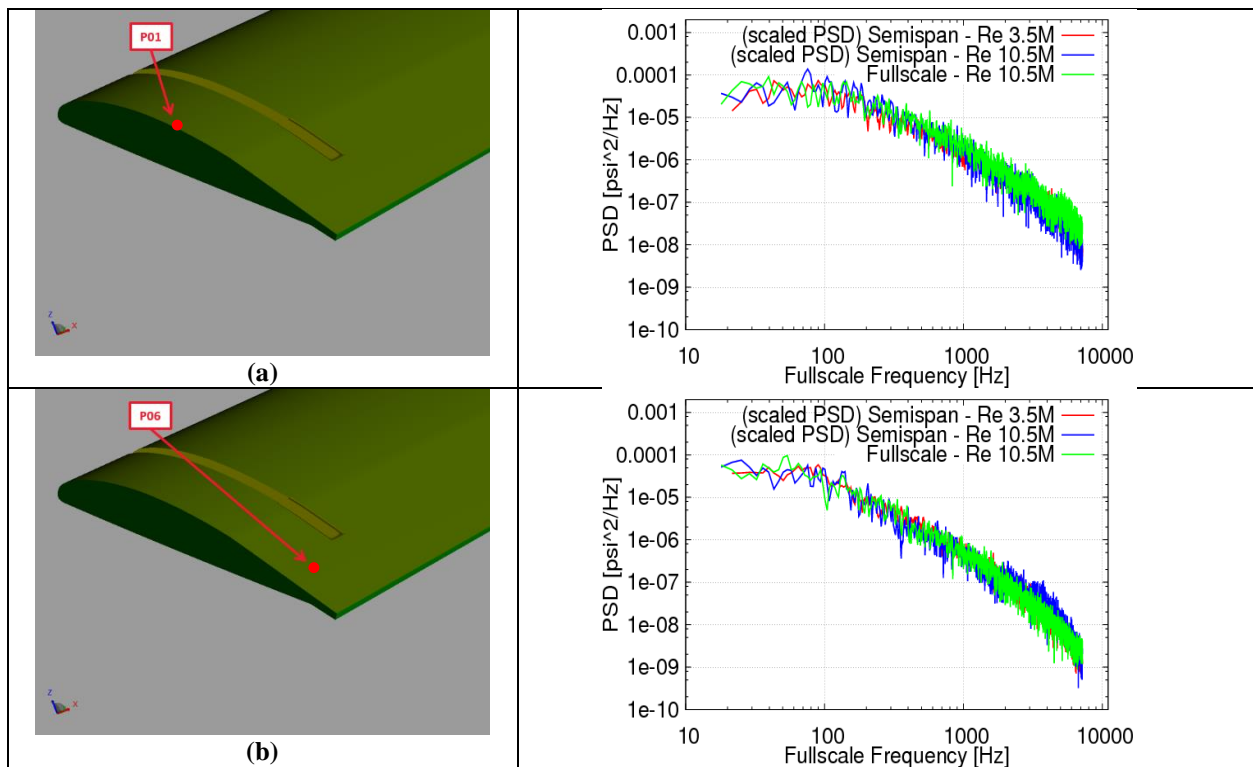 P01
z
x
(a)
(scaled PSD) Semispan - Re 3.5M
(scaled PSD) Semispan - Re 10.5M
Fullscale - Re 10.5M
PSD [psi^2/Hz]
0.001
0.0001
1e-05
1e-06
1e-07
1e-08
1e-09
1e-10
10 100 1000 10000
Fullscale Frequency [Hz]
P06
z
x
(b)
(scaled PSD) Semispan - Re 3.5M
(scaled PSD) Semispan - Re 10.5M
Fullscale - Re 10.5M
PSD [psi^2/Hz]
0.001
0.0001
1e-05
1e-06
1e-07
1e-08
1e-09
1e-10
10 100 1000 10000
Fullscale Frequency [Hz]